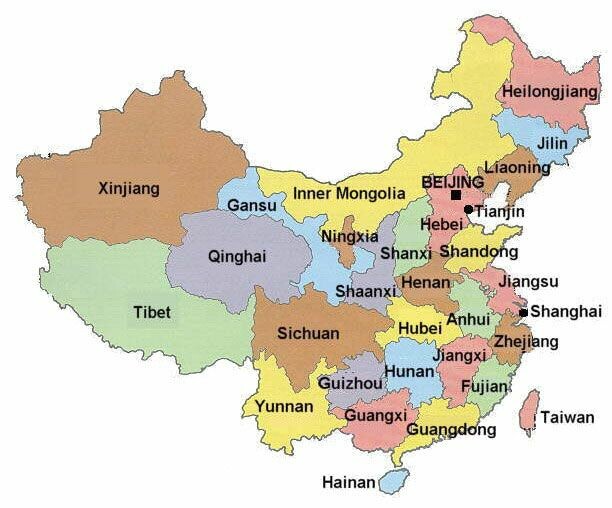 Heilongjiang
Jilin
Liaoning
BEIJING
Xinjiang
Inner Mongolia
Gansu
Tianjin
Hebei
Ningxia
Shanxi
Shandong
Qinghai
Shaanxi
Henan
Jiangsu
Tibet
Shanghai
Anhui
Sichuan
Hubei
Zhejiang
Jiangxi
Hunan
Guizhou
Fujian
Yunnan
Guangxi
Taiwan
Guangdong
Hainan